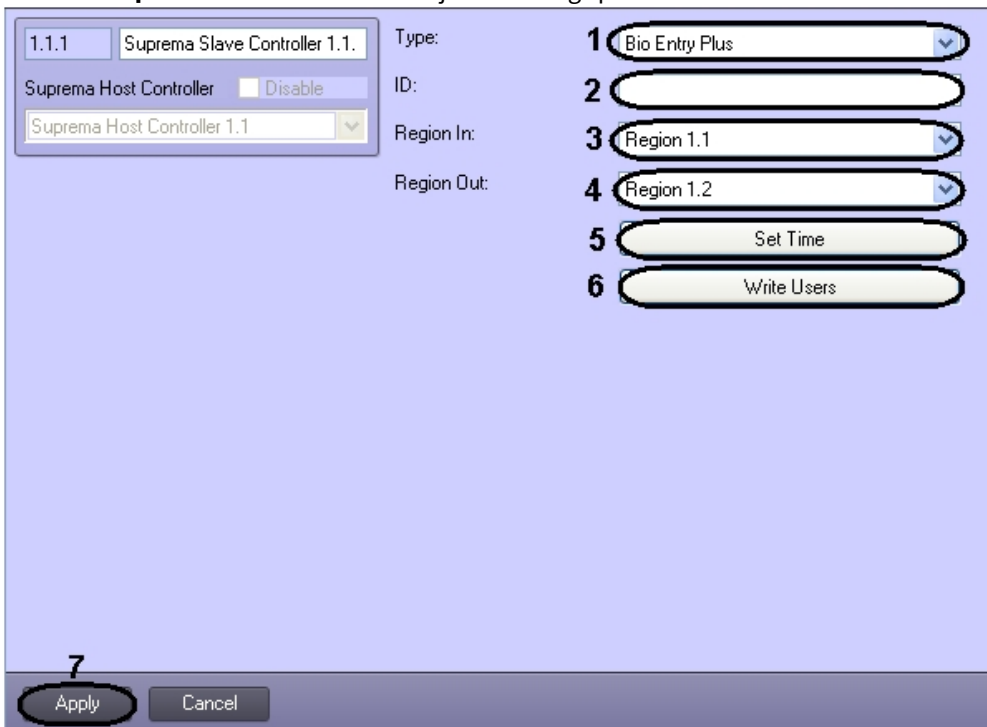 1.1.1 Suprema Slave Controller 1.1.
Suprema Host Controller Disable
Suprema Host Controller 1.1
Type: 1 Bio Entry Plus
ID: 2
Region In: 3 Region 1.1
Region Out: 4 Region 1.2
5 Set Time
6 Write Users
7
Apply Cancel